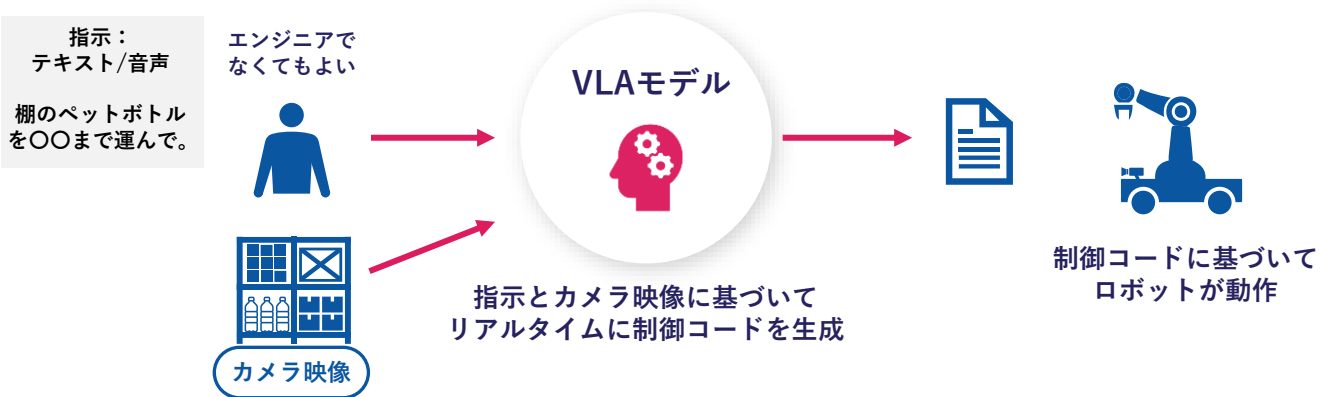 指示：
テキスト/音声
棚のペットボトル
を〇〇まで運んで。
エンジニアで
なくてもよい
カメラ映像
VLAモデル
指示とカメラ映像に基づいて
リアルタイムに制御コードを生成
制御コードに基づいて
ロボットが動作